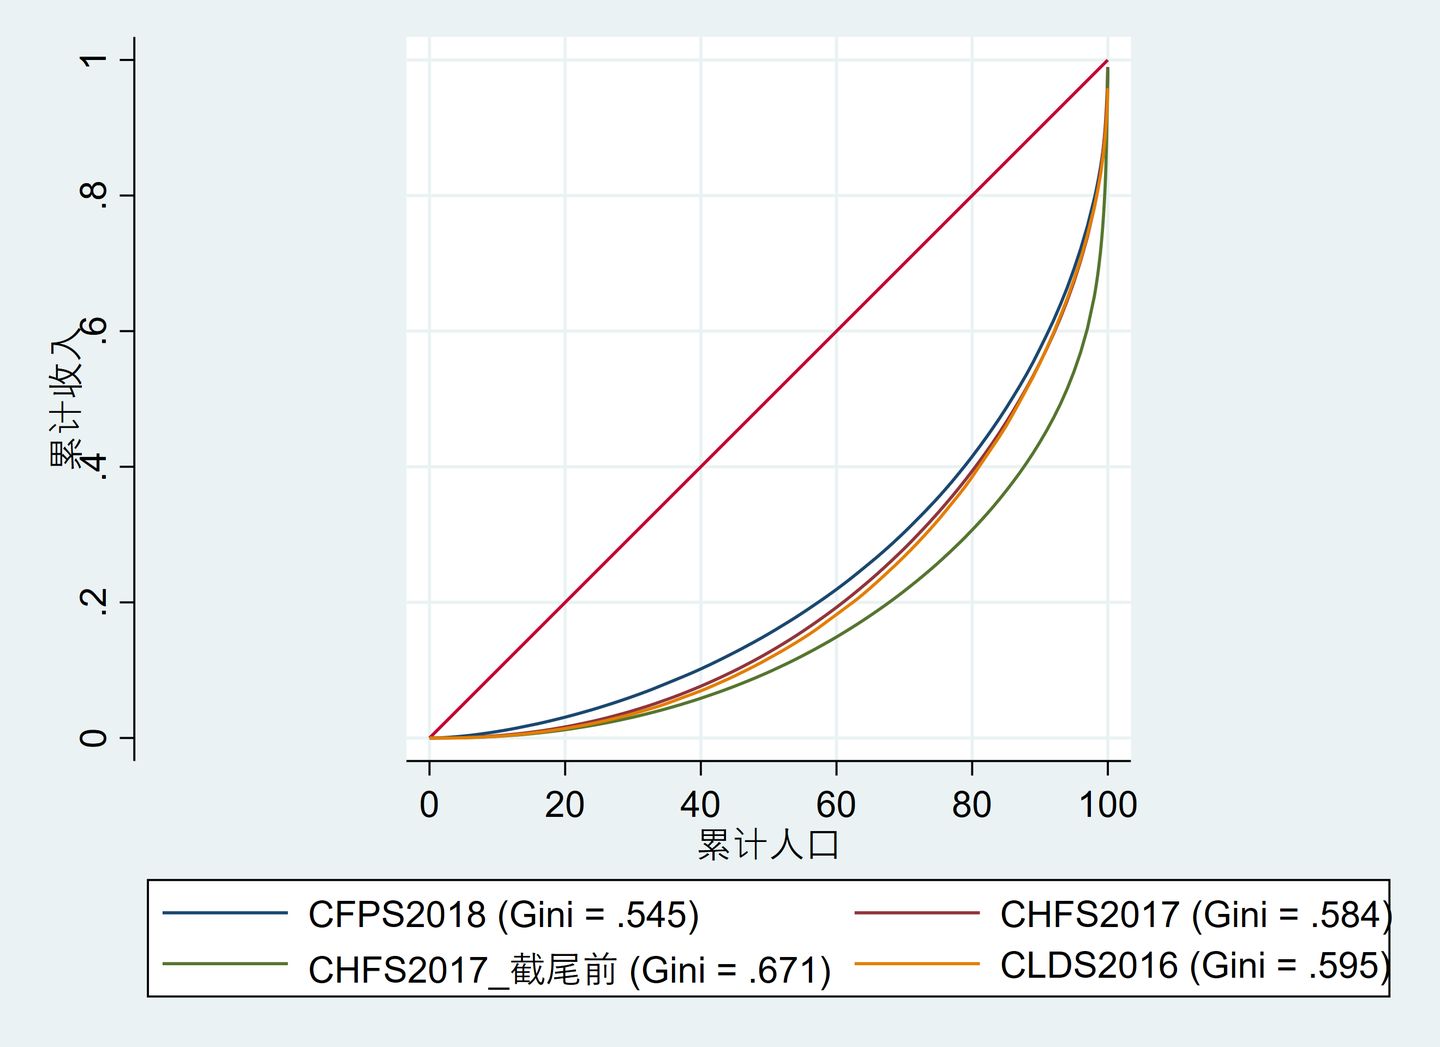 1
.8
.6
.4
.2
0
累计收入
0 20 40 60 80 100
累计人口
CFPS2018 (Gini = .545)
CHFS2017 (Gini = .584)
CHFS2017_截尾前 (Gini = .671)
CLDS2016 (Gini = .595)